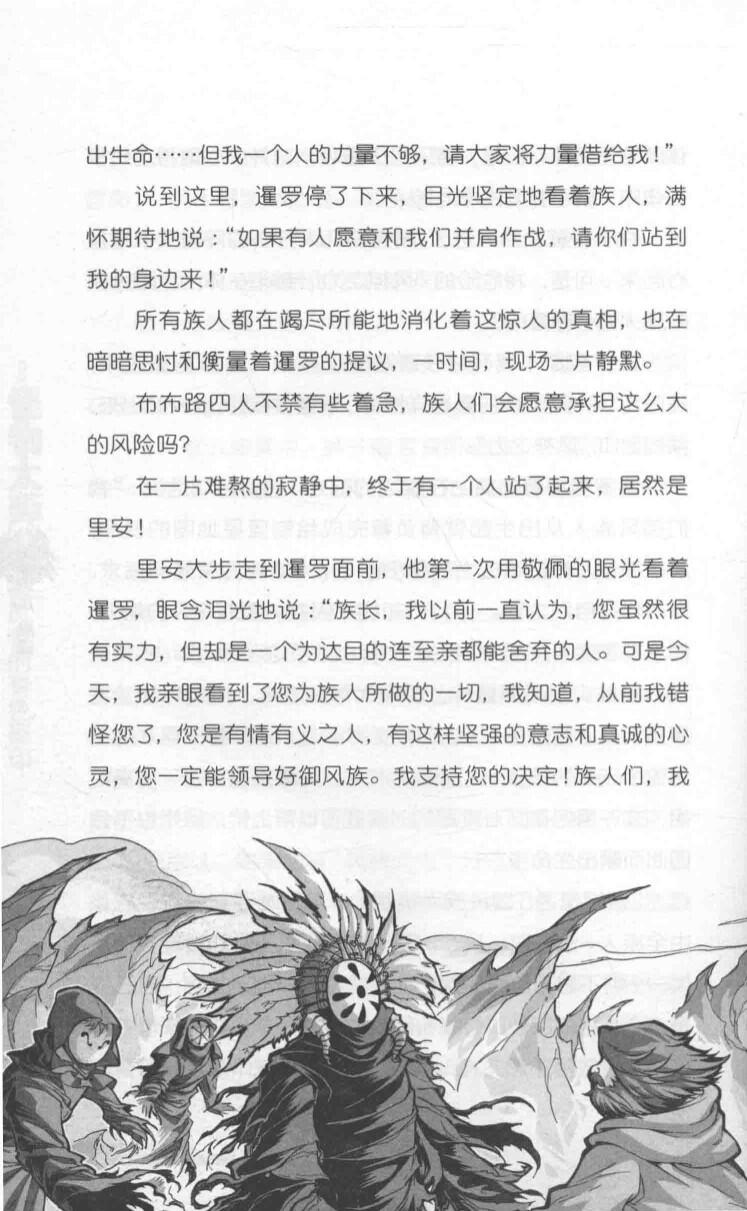 出生命……但我一个人的力量不够，请大家将力量借给我！”
说到这里，暹罗停了下来，目光坚定地看着族人，满
怀期待地说：“如果有人愿意和我们并肩作战，请你们站到
我的身边来！”
所有族人都在竭尽所能地消化着这惊人的真相，也在
暗暗思忖和衡量着暹罗的提议，一时间，现场一片静默。
布布路四人不禁有些着急，族人们会愿意承担这么大
的风险吗？
在一片难熬的寂静中，终于有一个人站了起来，居然是
里安！
里安大步走到暹罗面前，他第一次用敬佩的眼光看着
暹罗，眼含泪光地说：“族长，我以前一直认为，您虽然很
有实力，但却是一个为达目的连至亲都能舍弃的人。可是今
天，我亲眼看到了您为族人所做的一切，我知道，从前我错
怪您了，您是有情有义之人，有这样坚强的意志和真诚的心
灵，您一定能领导好御风族。我支持您的决定！族人们，我